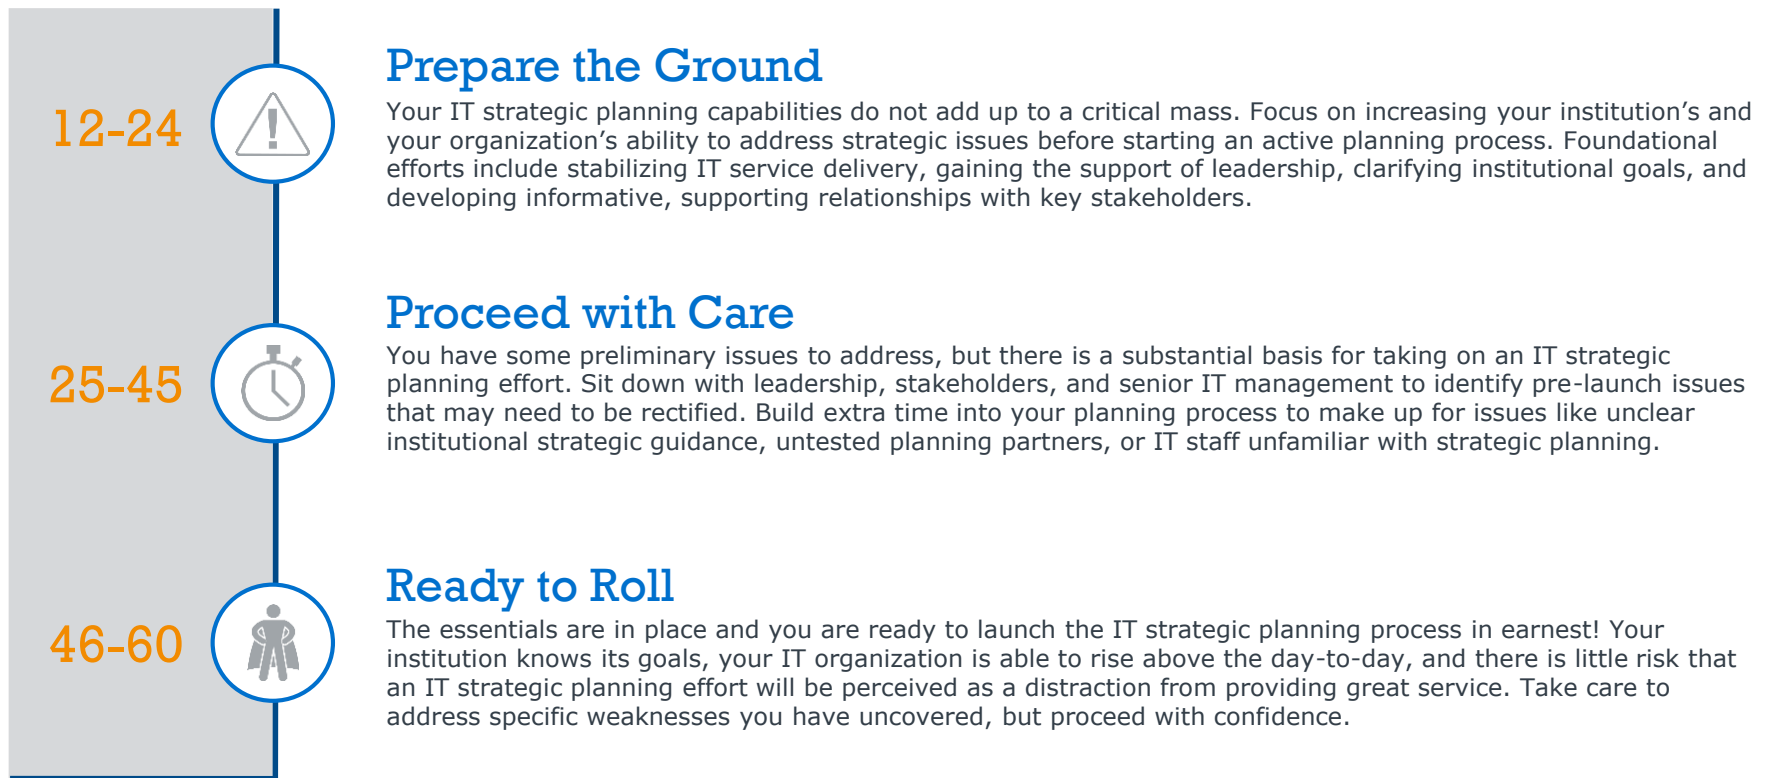 12-24
Prepare the Ground
Your IT strategic planning capabilities do not add up to a critical mass. Focus on increasing your institution’s and
your organization’s ability to address strategic issues before starting an active planning process. Foundational
efforts include stabilizing IT service delivery, gaining the support of leadership, clarifying institutional goals, and
developing informative, supporting relationships with key stakeholders.
25-45
Proceed with Care
You have some preliminary issues to address, but there is a substantial basis for taking on an IT strategic
planning effort. Sit down with leadership, stakeholders, and senior IT management to identify pre-launch issues
that may need to be rectified. Build extra time into your planning process to make up for issues like unclear
institutional strategic guidance, untested planning partners, or IT staff unfamiliar with strategic planning.
46-60
Ready to Roll
The essentials are in place and you are ready to launch the IT strategic planning process in earnest! Your
institution knows its goals, your IT organization is able to rise above the day-to-day, and there is little risk that
an IT strategic planning effort will be perceived as a distraction from providing great service. Take care to
address specific weaknesses you have uncovered, but proceed with confidence.